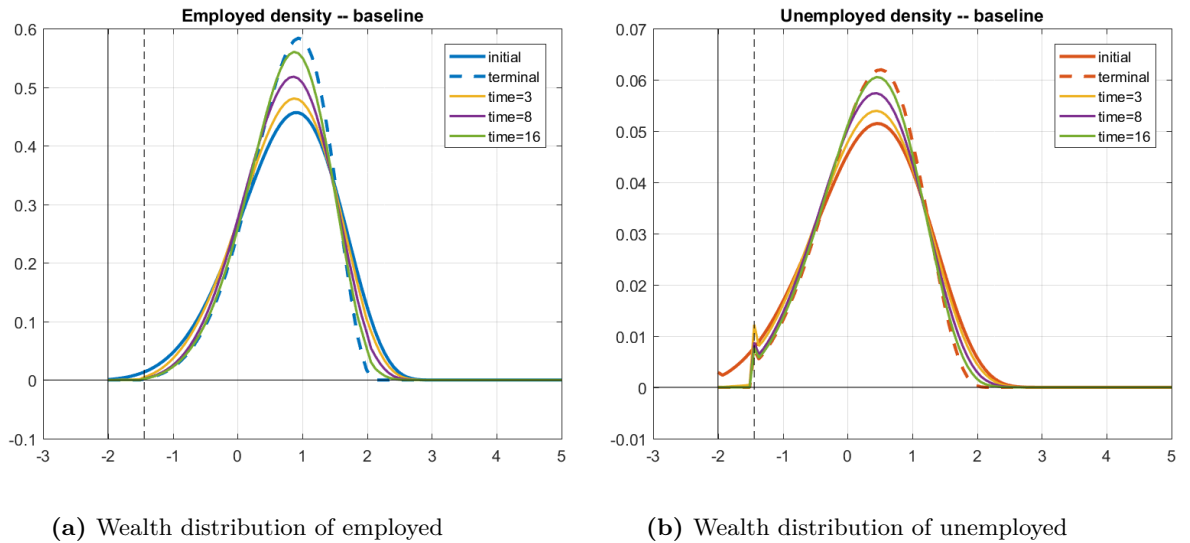 Employed density -- baseline
0.6
0.5
0.4
0.3
0.2
0.1
0
-0.1
-3
-2
-1
0
1
2
3
4
5
initial
terminal
time=3
time=8
time=16
(a) Wealth distribution of employed
Unemployed density -- baseline
0.07
0.06
0.05
0.04
0.03
0.02
0.01
0
-0.01
-3
-2
-1
0
1
2
3
4
5
initial
terminal
time=3
time=8
time=16
(b) Wealth distribution of unemployed